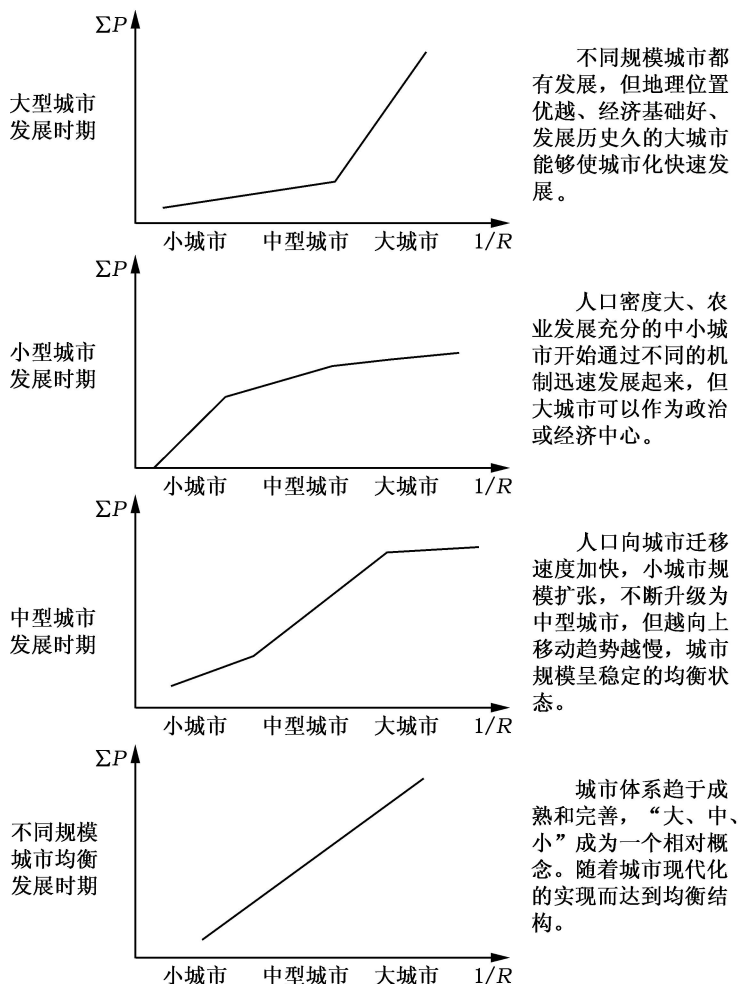 ΣP
大型城市
发展时期
小城市 中型城市 大城市 1/R
不同规模城市都
有发展，但地理位置
优越、经济基础好、
发展历史久的大城市
能够使城市化快速发
展。
ΣP
小型城市
发展时期
小城市 中型城市 大城市 1/R
人口密度大、农
业发展充分的中小城
市开始通过不同的机
制迅速发展起来，但
大城市可以作为政治
或经济中心。
ΣP
中型城市
发展时期
小城市 中型城市 大城市 1/R
人口向城市迁移
速度加快，小城市规
模扩张，不断升级为
中型城市，但越向上
移动趋势越慢，城市
规模呈稳定的均衡状
态。
ΣP
不同规模
城市均衡
发展时期
小城市 中型城市 大城市 1/R
城市体系趋于成
熟和完善，“大、中、
小”成为一个相对概
念。随着城市现代化
的实现而达到均衡结
构。